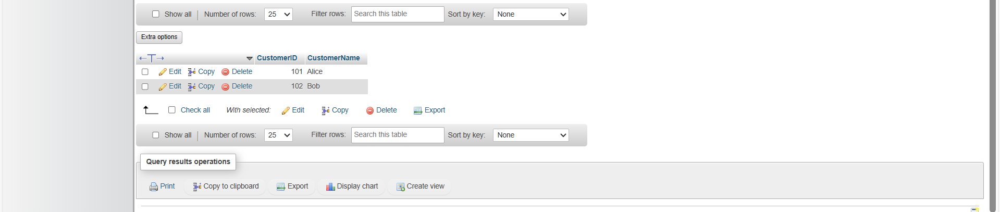 Show all | Number of rows: 25 Filter rows: Search this table Sort by key: None
Extra options
←T→ CustomerID CustomerName
Edit Copy Delete 101 Alice
Edit Copy Delete 102 Bob
Check all With selected: Edit Copy Delete Export
Show all | Number of rows: 25 Filter rows: Search this table Sort by key: None
Query results operations
Print Copy to clipboard Export Display chart Create view